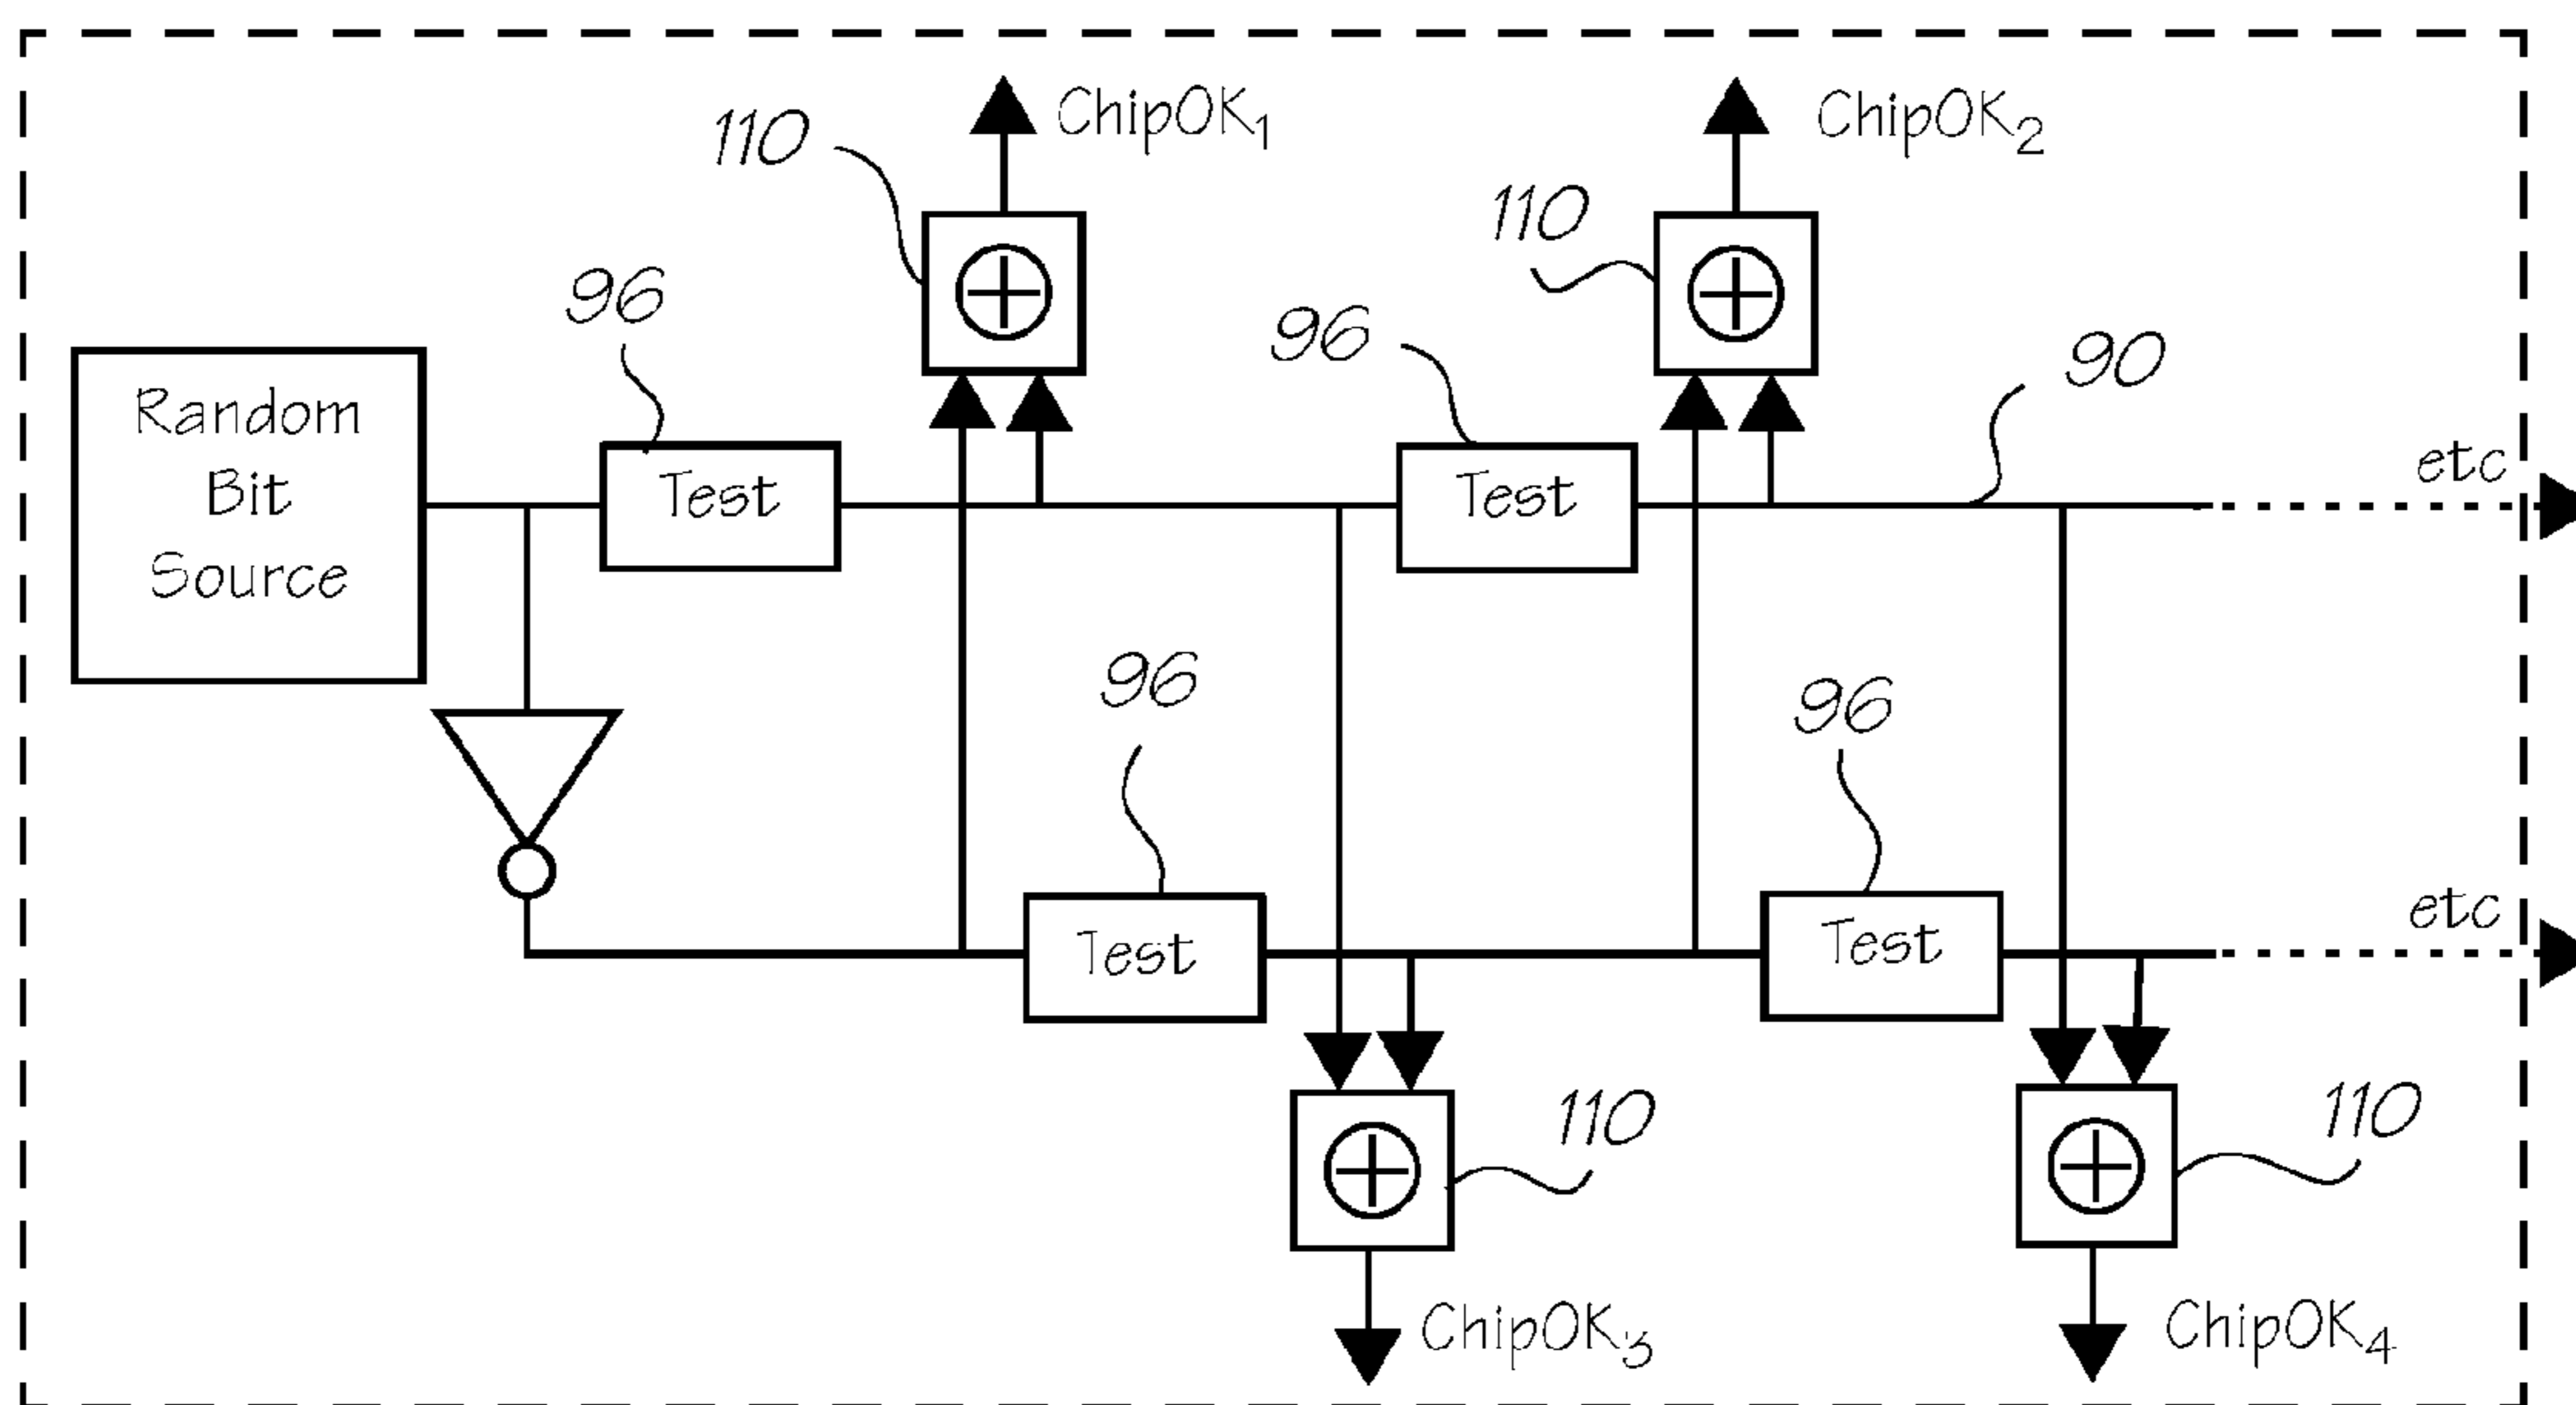 110
ChipOK1
ChipOK2
110
96
96
90
Random
Bit
Source
Test
Test
etc
96
96
Test
Test
etc
110
110
ChipOK3
ChipOK4